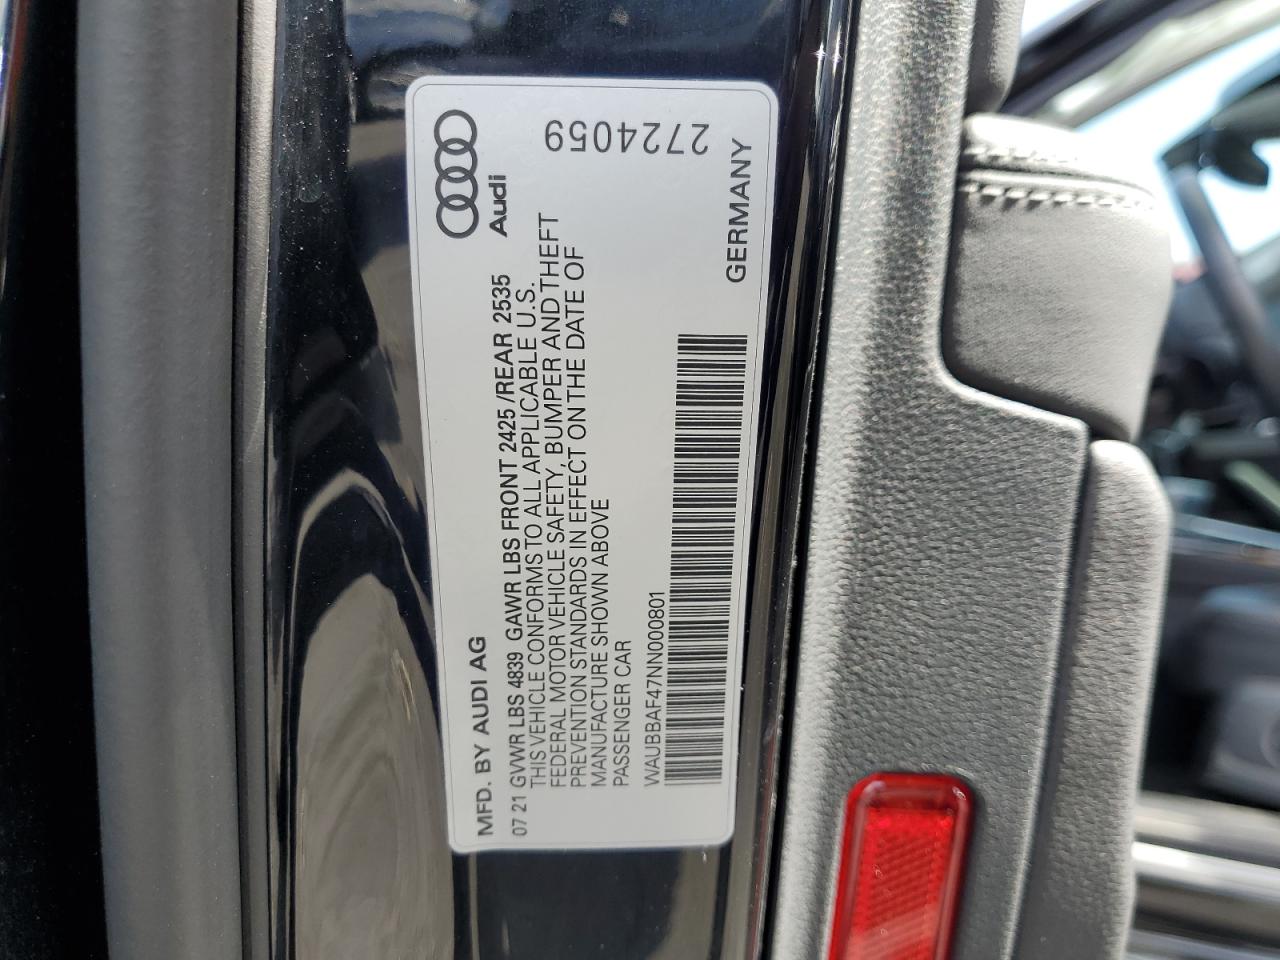 Audi
MFD. BY AUDI AG
07 21 GVWR LBS 4839 GAWR LBS FRONT 2425 /REAR 2535
THIS VEHICLE CONFORMS TO ALL APPLICABLE U.S.
FEDERAL MOTOR VEHICLE SAFETY, BUMPER AND THEFT
PREVENTION STANDARDS IN EFFECT ON THE DATE OF
MANUFACTURE SHOWN ABOVE
PASSENGER CAR
WAUBBAF47NN000801
GERMANY
2724059